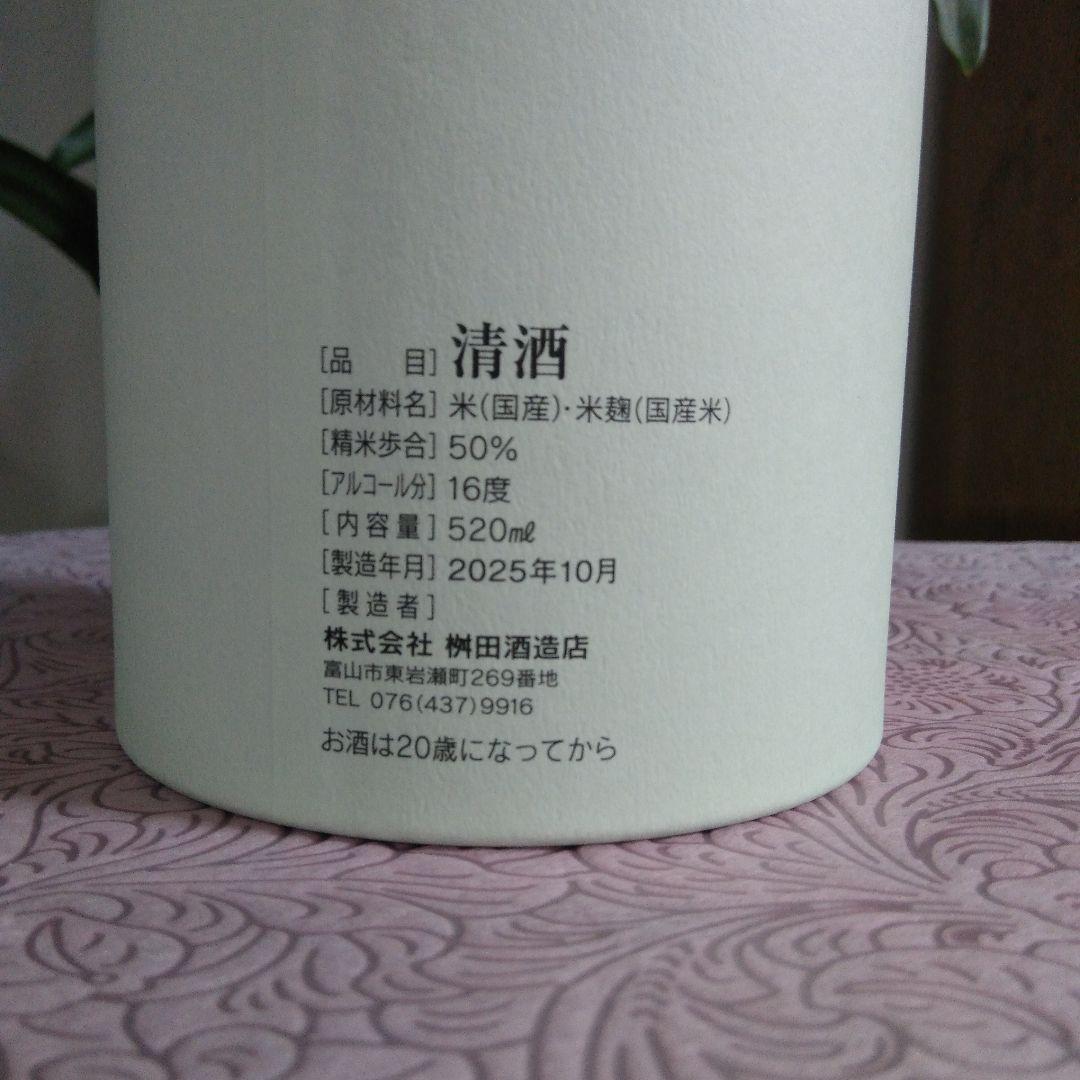 [品 目] 清酒
[原材料名] 米(国産)・米麹(国産米)
[精米歩合] 50%
[アルコール分] 16度
[内容量] 520㎖
[製造年月] 2025年10月
[製造者]
株式会社 桝田酒造店
富山市東岩瀬町269番地
TEL 076(437)9916
お酒は20歳になってから